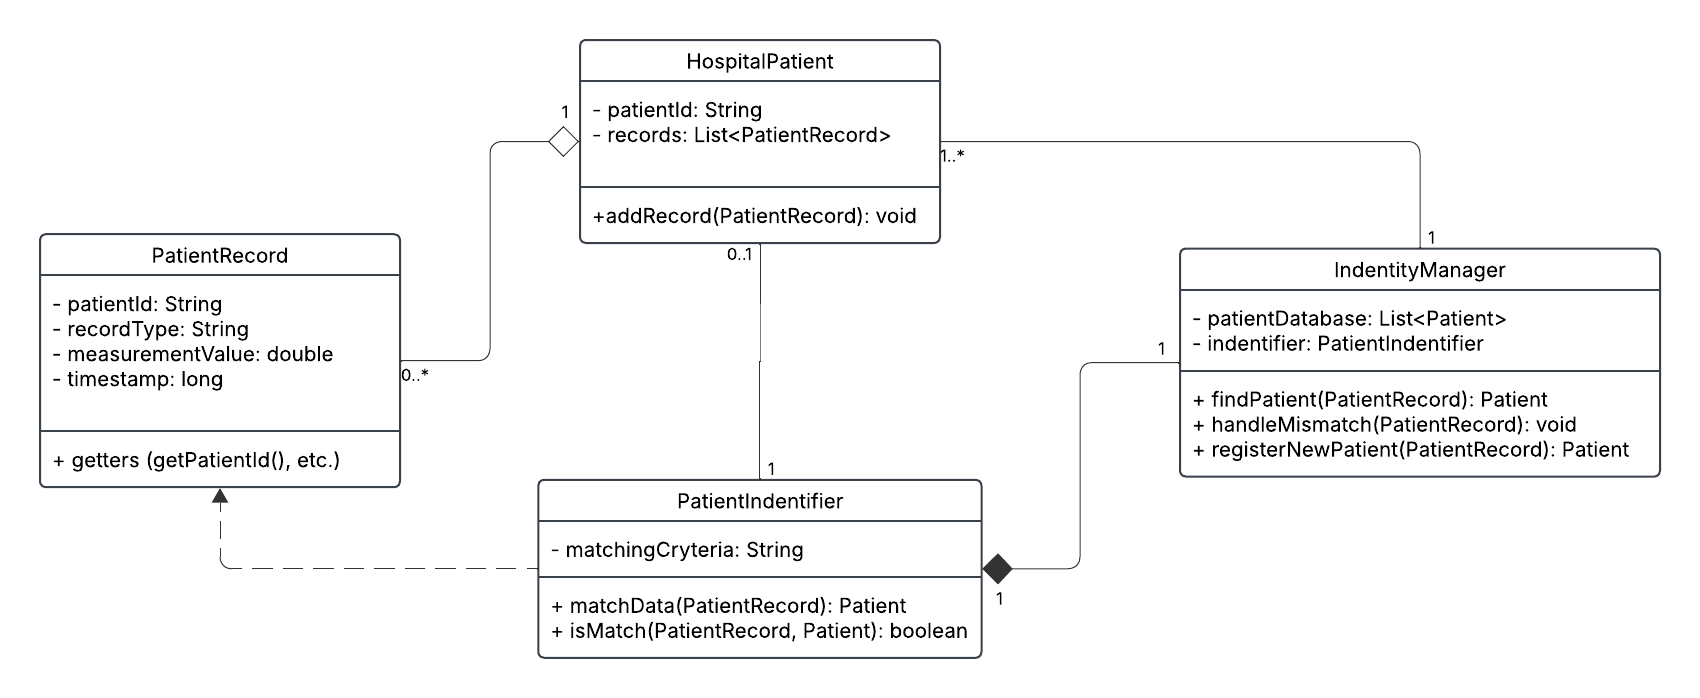 HospitalPatient
- patientId: String
- records: List<PatientRecord>
+addRecord(PatientRecord): void
1
1..*
0..1
PatientRecord
- patientId: String
- recordType: String
- measurementValue: double
- timestamp: long
+ getters (getPatientId(), etc.)
0..*
1
IndentityManager
- patientDatabase: List<Patient>
- indentifier: PatientIndentifier
+ findPatient(PatientRecord): Patient
+ handleMismatch(PatientRecord): void
+ registerNewPatient(PatientRecord): Patient
1
1
PatientIndentifier
- matchingCryteria: String
+ matchData(PatientRecord): Patient
+ isMatch(PatientRecord, Patient): boolean
1